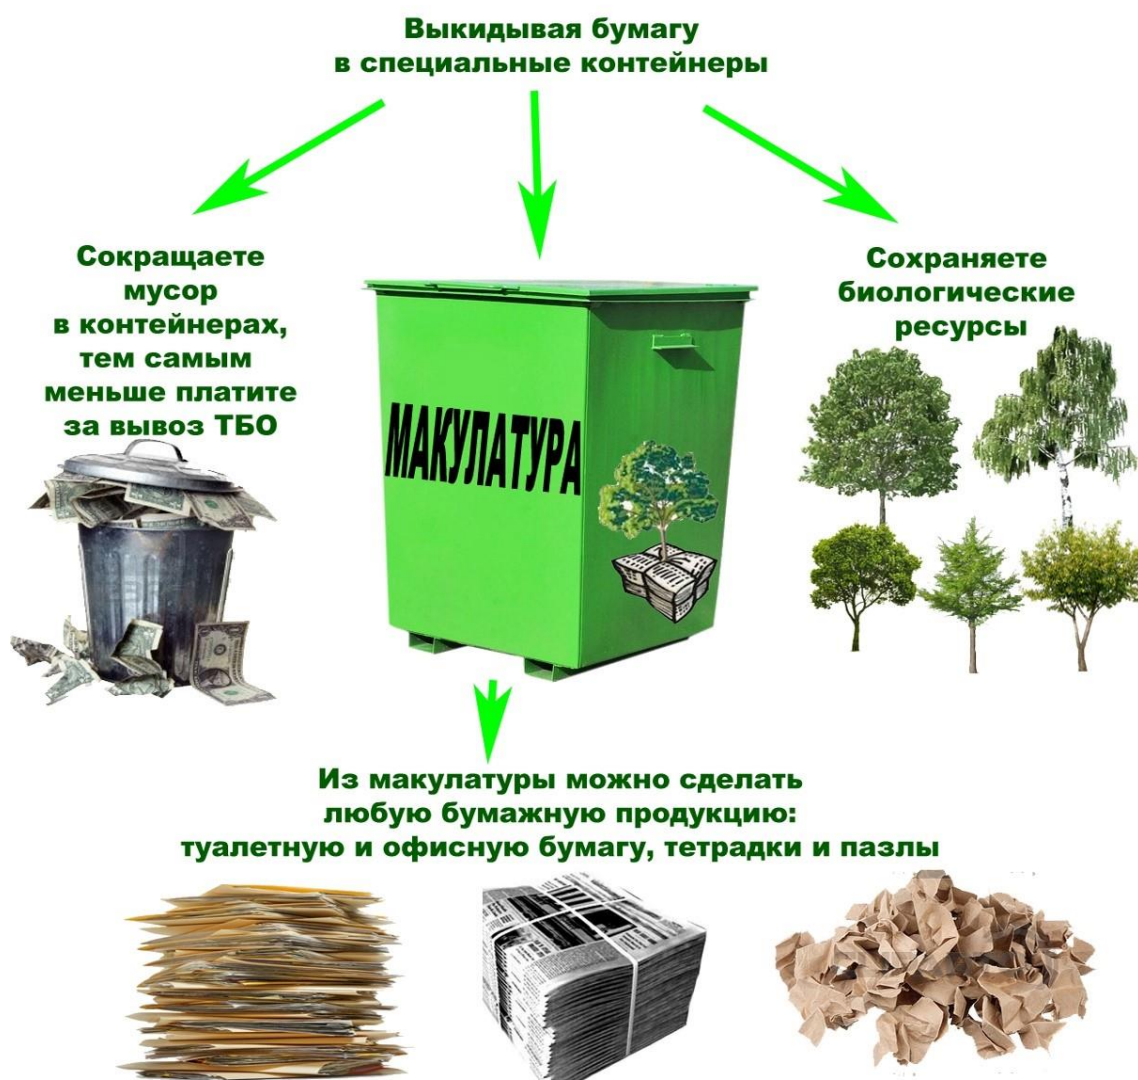 Выкидывая бумагу
в специальные контейнеры
Сокращаете
мусор
в контейнерах,
тем самым
меньше платите
за вывоз ТБО
МАКУЛАТУРА
Сохраняете
биологические
ресурсы
Из макулатуры можно сделать
любую бумажную продукцию:
туалетную и офисную бумагу, тетрадки и пазлы